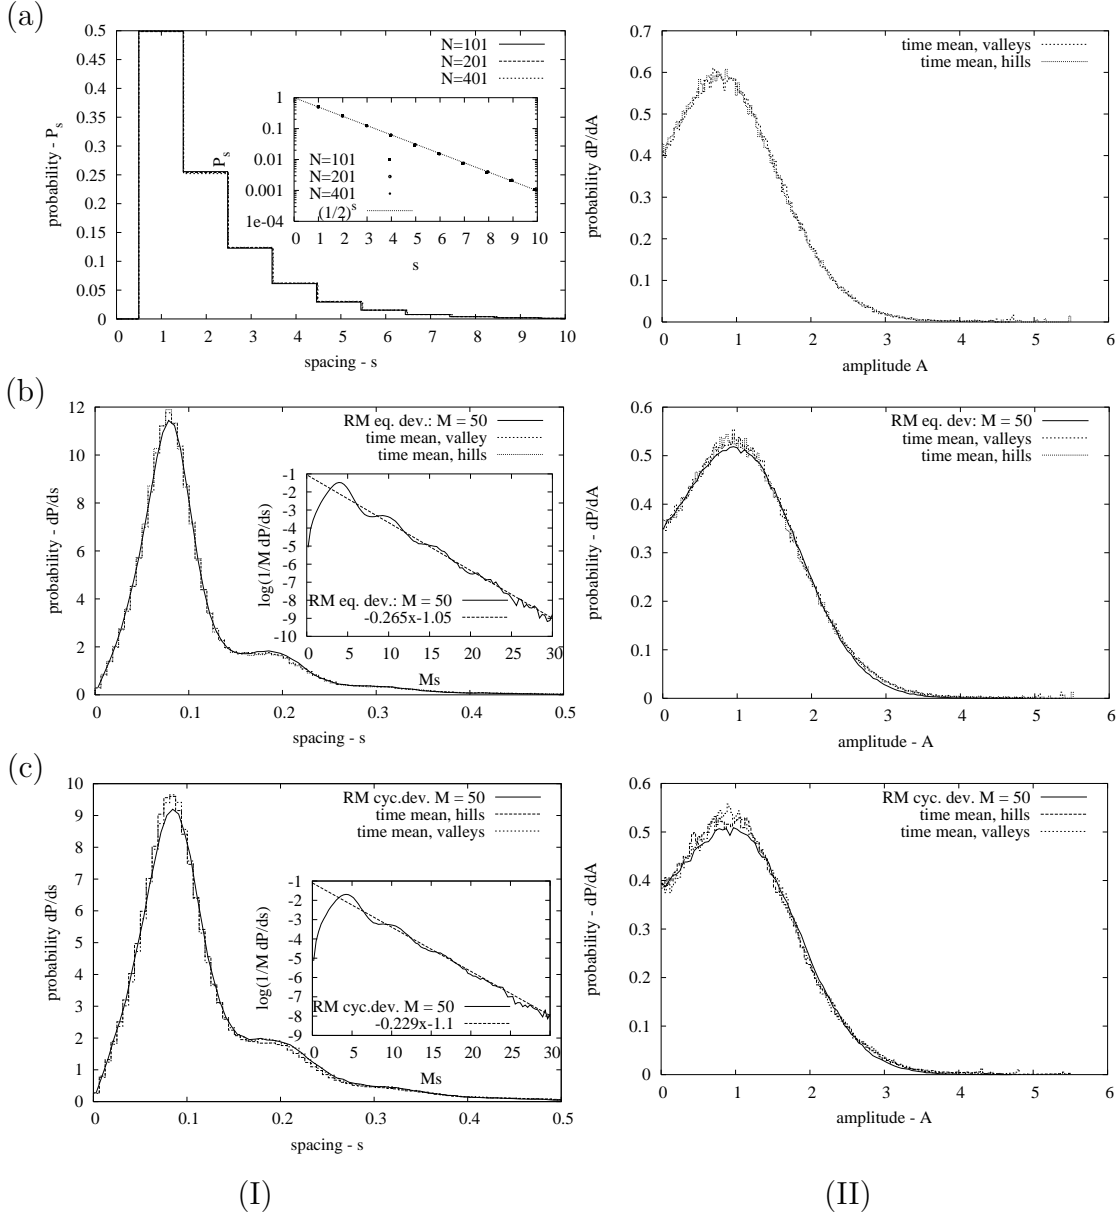 (a)
0.5
0.45
0.4
0.35
0.3
0.25
0.2
0.15
0.1
0.05
0
probability - P_s
0 1 2 3 4 5 6 7 8 9 10
spacing - s
N=101
N=201
N=401
1
0.1
0.01
0.001
1e-04
P_s
N=101
N=201
N=401
(1/2)^s
0 1 2 3 4 5 6 7 8 9 10
s
0.7
0.6
0.5
0.4
0.3
0.2
0.1
0
probability dP/dA
time mean, valleys
time mean, hills
0 1 2 3 4 5 6
amplitude A
(b)
12
10
8
6
4
2
0
probability - dP/ds
RM eq. dev.: M = 50
time mean, valley
time mean, hills
-1
-2
-3
-4
-5
-6
-7
-8
-9
-10
log(1/M dP/ds)
RM eq. dev.: M = 50
-0.265x-1.05
0 5 10 15 20 25 30
Ms
0 0.1 0.2 0.3 0.4 0.5
spacing - s
0.6
0.5
0.4
0.3
0.2
0.1
0
probability - dP/dA
RM eq. dev: M = 50
time mean, valleys
time mean, hills
0 1 2 3 4 5 6
amplitude - A
(c)
10
9
8
7
6
5
4
3
2
1
0
probability dP/ds
RM cyc.dev. M = 50
time mean, hills
time mean, valleys
-1
-2
-3
-4
-5
-6
-7
-8
-9
log(1/M dP/ds)
RM cyc.dev. M = 50
-0.229x-1.1
0 5 10 15 20 25 30
Ms
0 0.1 0.2 0.3 0.4 0.5
spacing - s
0.6
0.5
0.4
0.3
0.2
0.1
0
probability - dP/dA
RM cyc.dev. M = 50
time mean, hills
time mean, valleys
0 1 2 3 4 5 6
amplitude - A
(I)
(II)